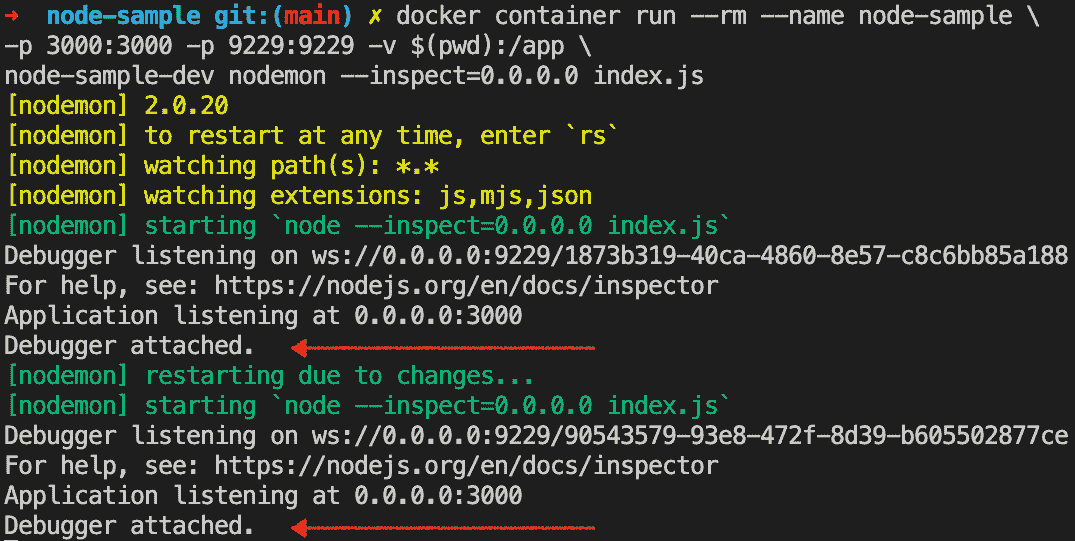 ➜ node-sample git:(main) ✗ docker container run --rm --name node-sample \
-p 3000:3000 -p 9229:9229 -v $(pwd):/app \
node-sample-dev nodemon --inspect=0.0.0.0 index.js
[nodemon] 2.0.20
[nodemon] to restart at any time, enter `rs`
[nodemon] watching path(s): *.*
[nodemon] watching extensions: js,mjs,json
[nodemon] starting `node --inspect=0.0.0.0 index.js`
Debugger listening on ws://0.0.0.0:9229/1873b319-40ca-4860-8e57-c8c6bb85a188
For help, see: https://nodejs.org/en/docs/inspector
Application listening at 0.0.0.0:3000
Debugger attached.
[nodemon] restarting due to changes...
[nodemon] starting `node --inspect=0.0.0.0 index.js`
Debugger listening on ws://0.0.0.0:9229/90543579-93e8-472f-8d39-b605502877ce
For help, see: https://nodejs.org/en/docs/inspector
Application listening at 0.0.0.0:3000
Debugger attached.